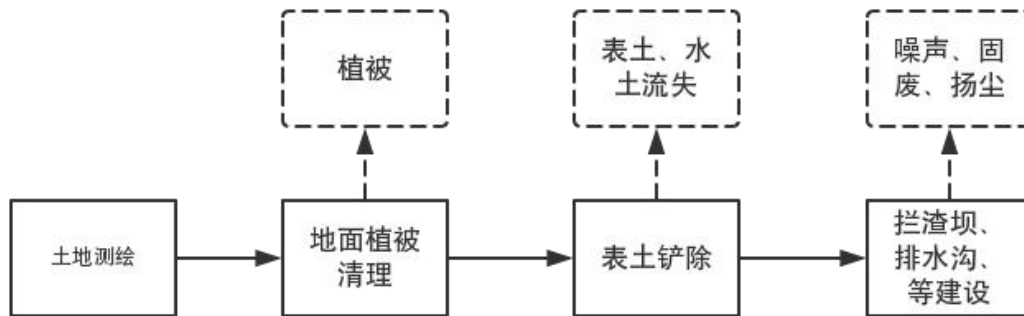 植被
表土、水
土流失
噪声、固
废、扬尘
土地测绘
地面植被
清理
表土铲除
拦渣坝、
排水沟、
等建设